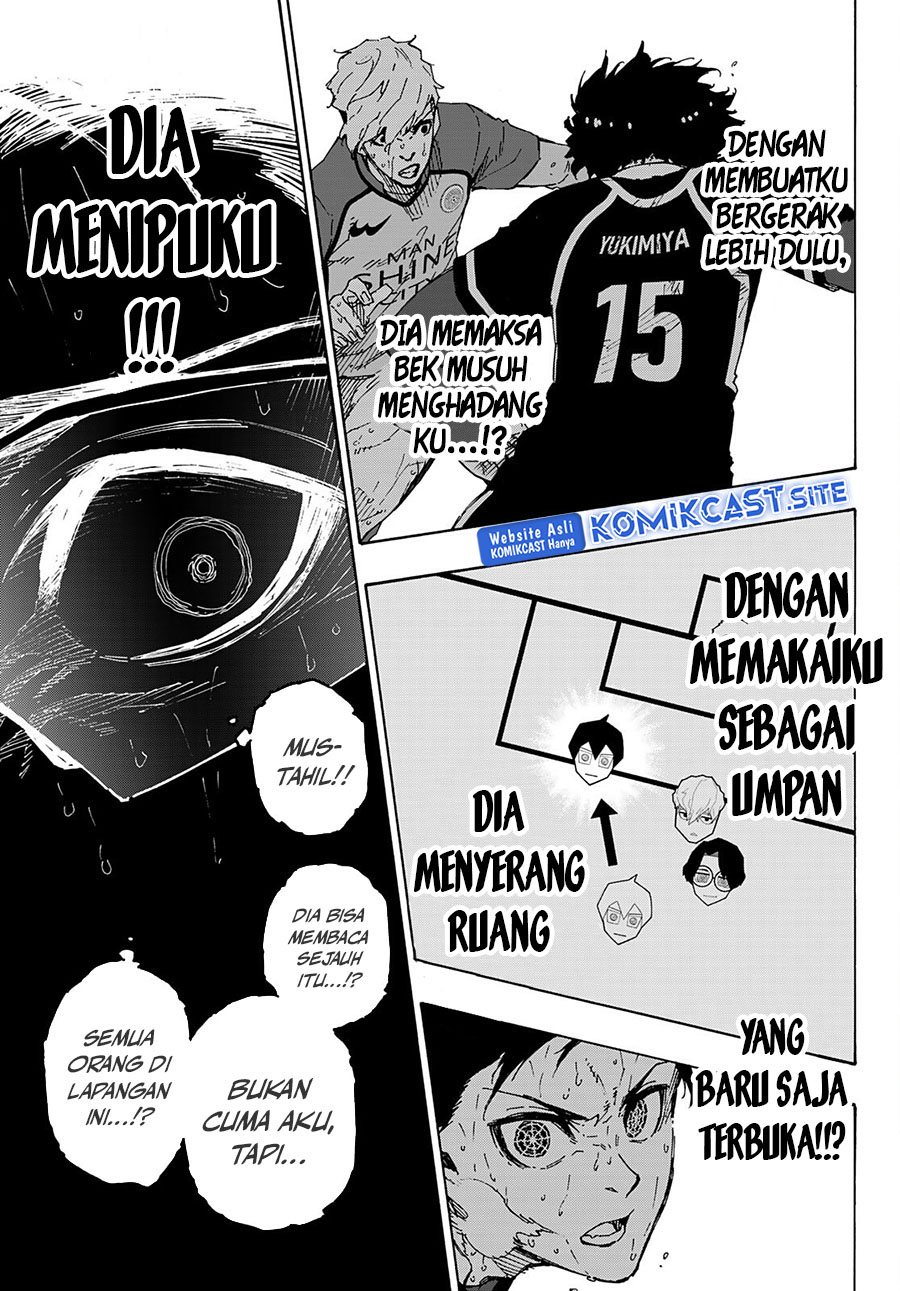 DENGAN
MEMBUATKU
BERGERAK
LEBIH DULU,
MAN
SHINE
YUKIMIYA
15
DIA MEMAKSA
BEK MUSUH
MENGHADANG
KU...!?
Website Asli
KOMIKCAST Hanya
KOMIKCAST.SITE
DENGAN
MEMAKAIKU
SEBAGAI
UMPAN
DIA
MENYERANG
RUANG
YANG
BARU SAJA
TERBUKA!!?
DIA
MENIPUKU
!!!
MUS-
TAHIL!!
DIA BISA
MEMBACA
SEJAUH
ITU...!?
BUKAN
CUMA AKU,
TAPI...
SEMUA
ORANG DI
LAPANGAN
INI...!?